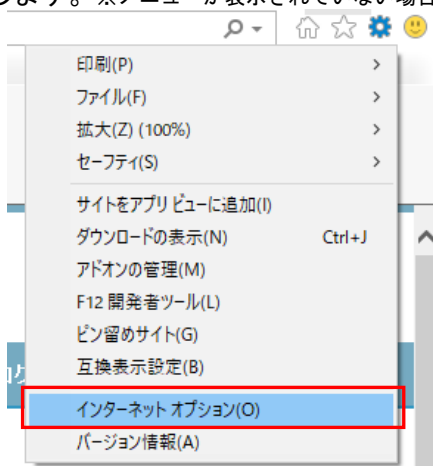 します。※メニューが表示されていない場合
印刷(P)
ファイル(F)
拡大(Z) (100%)
セーフティ(S)
サイトをアプリ ビューに追加(I)
ダウンロードの表示(N) Ctrl+J
アドオンの管理(M)
F12 開発者ツール(L)
ピン留めサイト(G)
互換表示設定(B)
インターネット オプション(O)
バージョン情報(A)